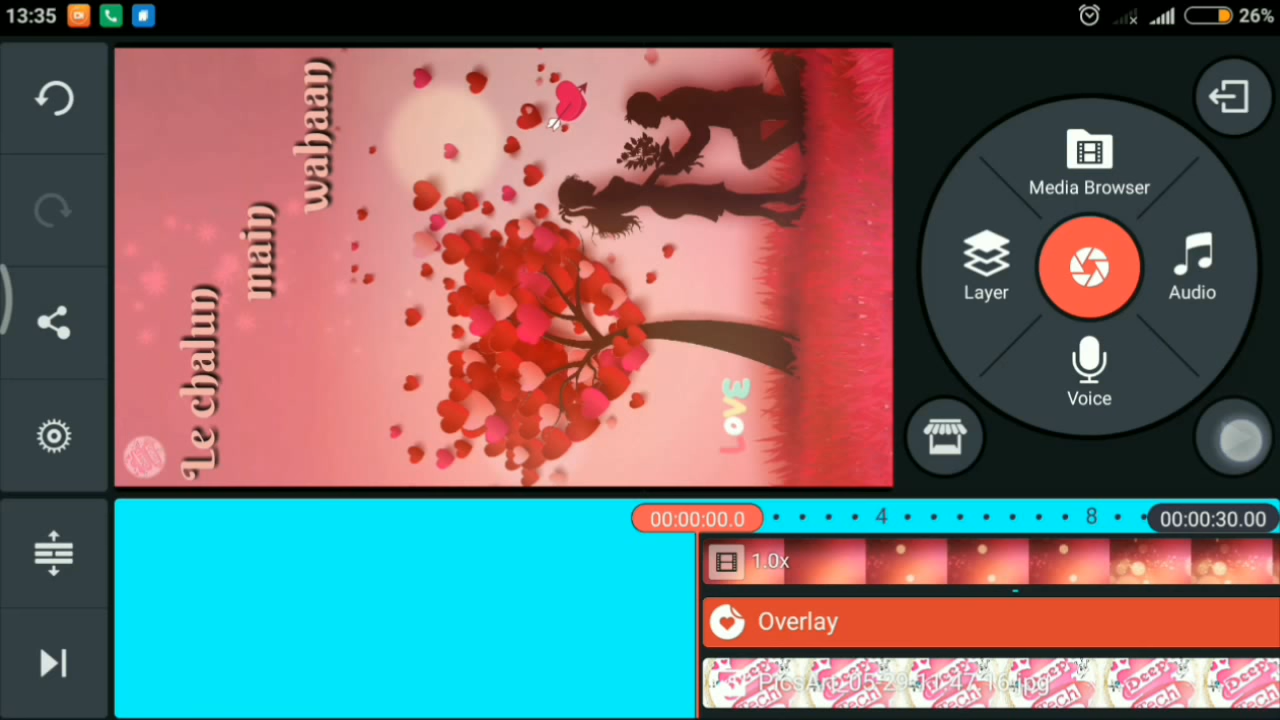 13:35
26%
Le chalun
main
wahaan
LOVE
Media Browser
Layer
Audio
Voice
00:00:00.0
4
8
00:00:30.00
1.0x
Overlay